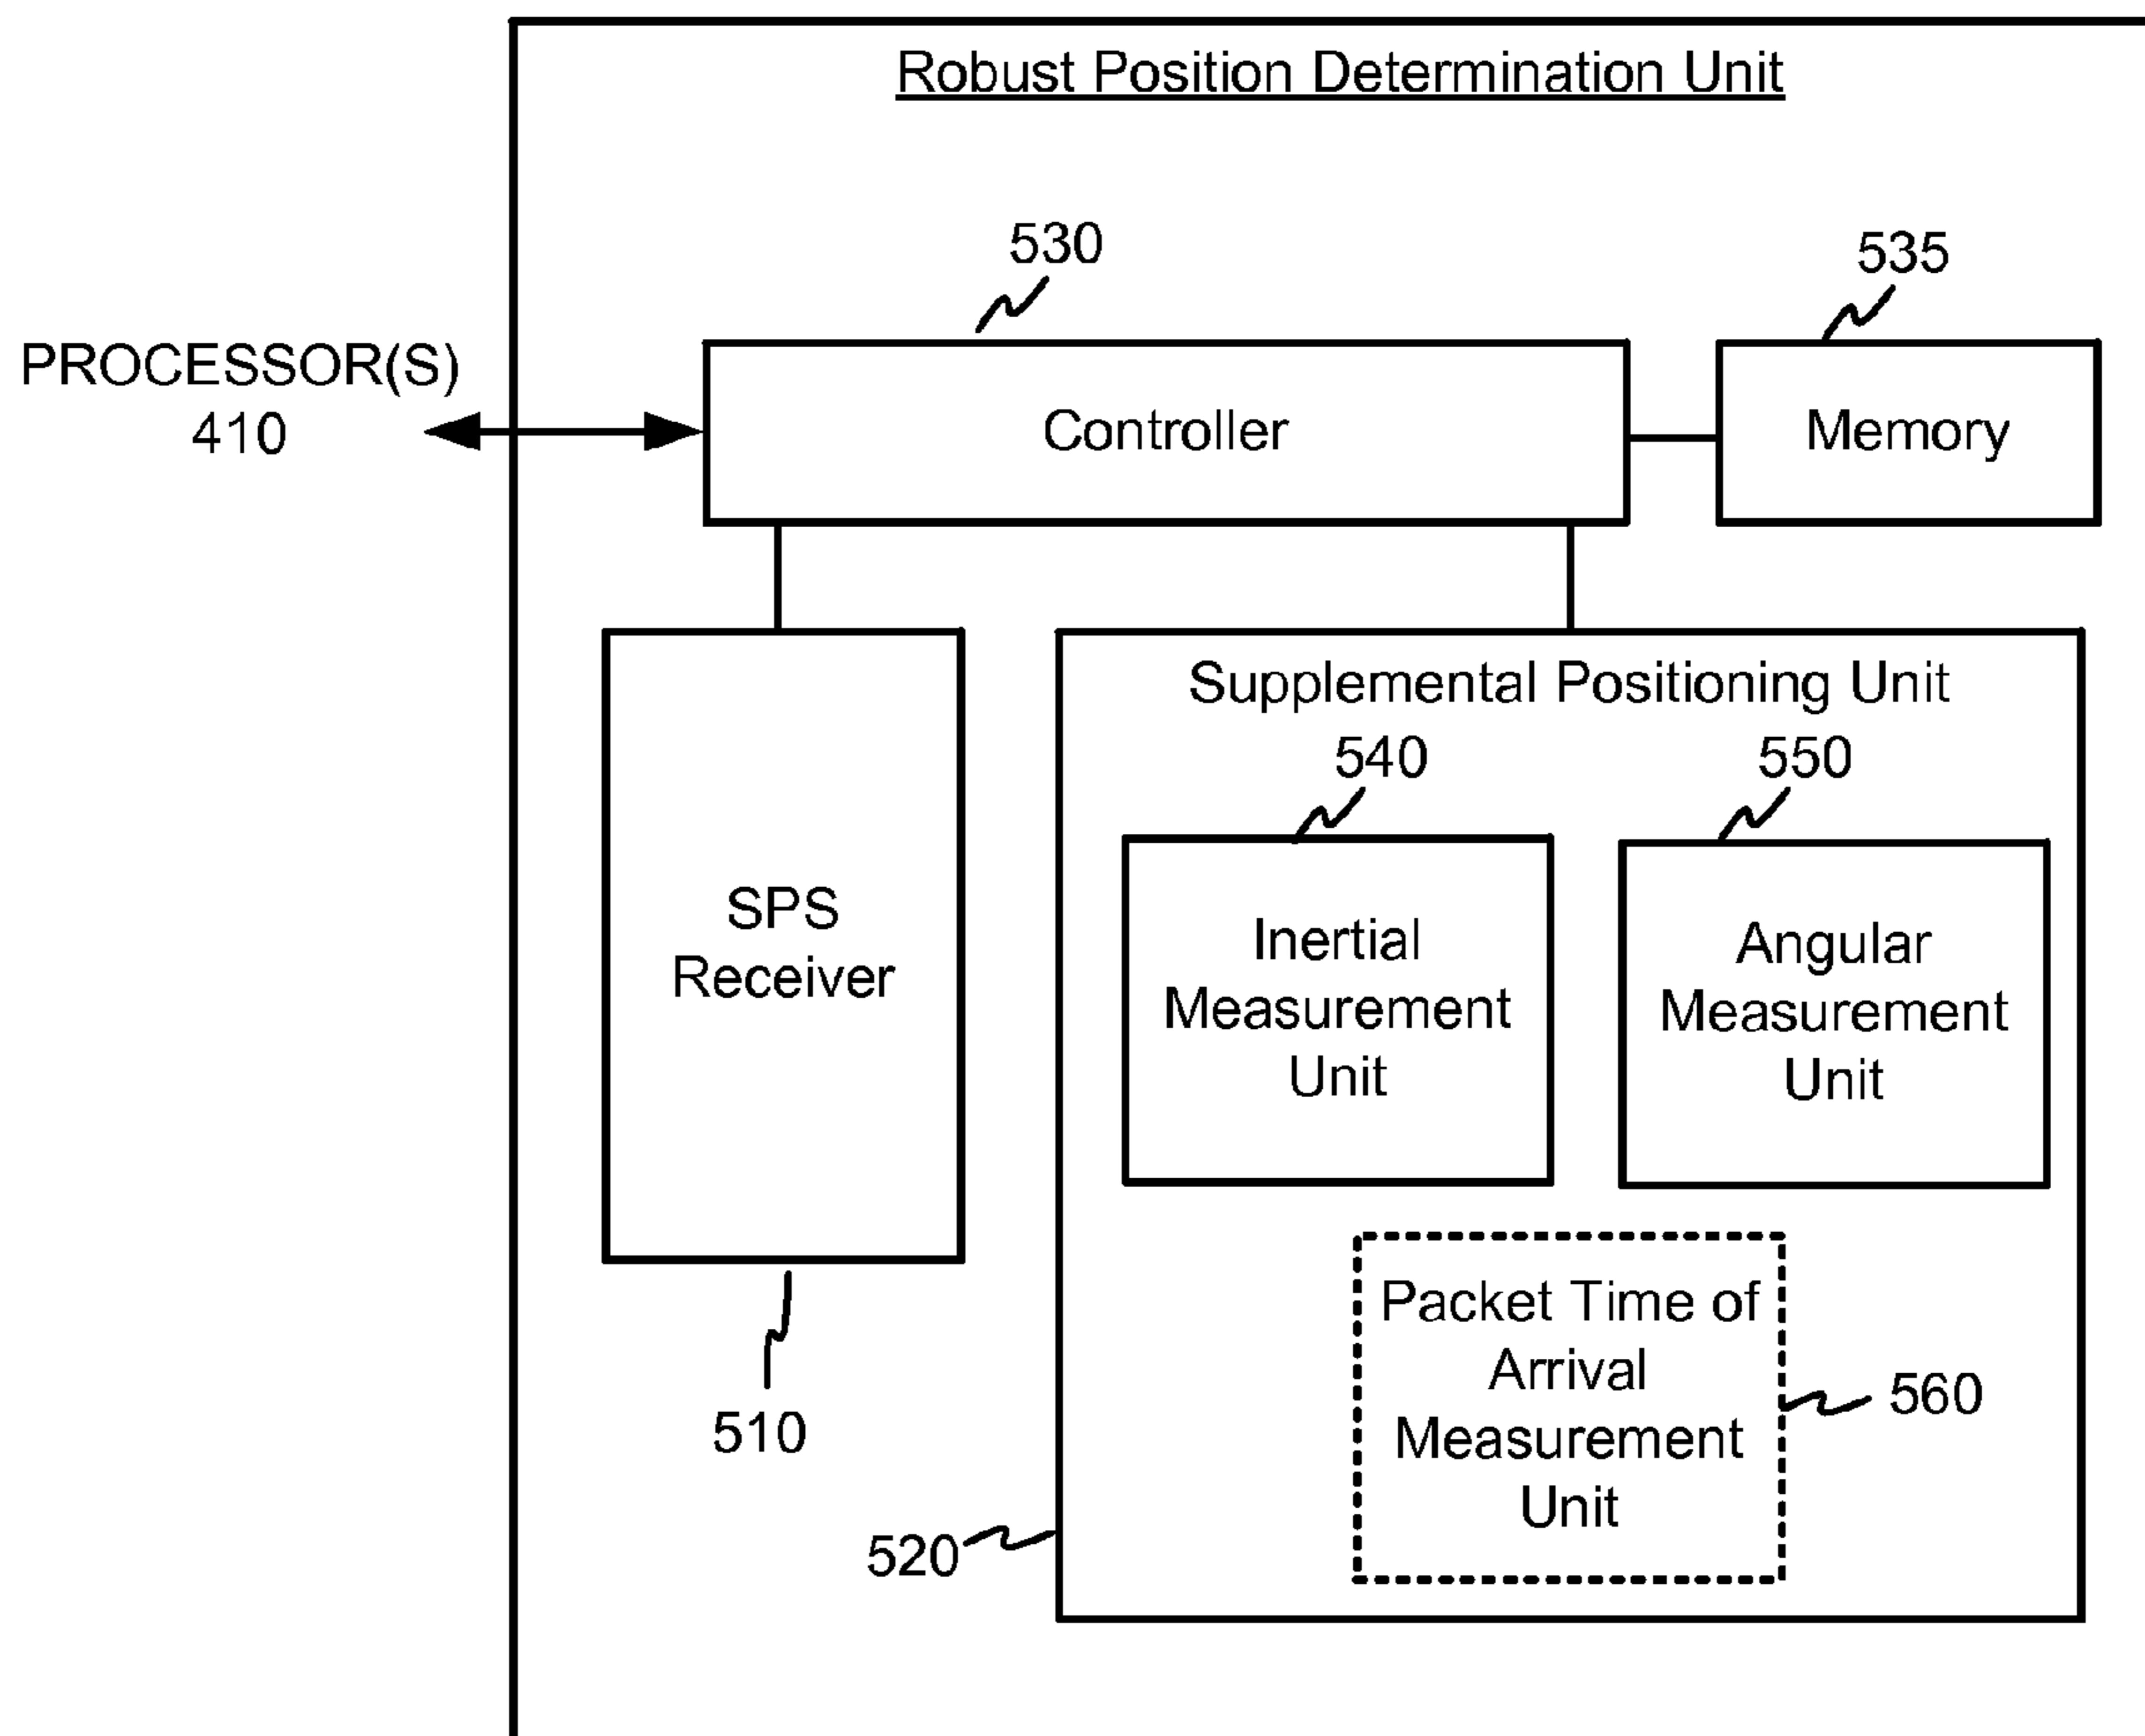 Robust Position Determination Unit
530
535
PROCESSOR(S)
410
Controller
Memory
Supplemental Positioning Unit
540
550
SPS
Receiver
Inertial
Measurement
Unit
Angular
Measurement
Unit
Packet Time of
Arrival
Measurement
Unit
560
510
520